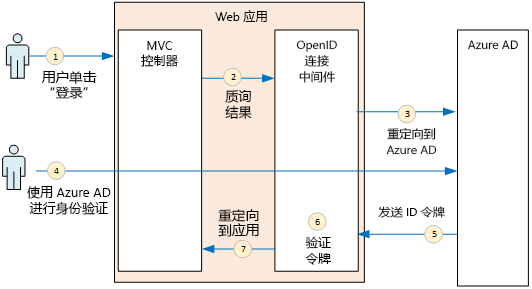 Web 应用
MVC
控制器
OpenID
连接
中间件
Azure AD
1
用户单击
“登录”
2
质询
结果
3
重定向到
Azure AD
4
使用 Azure AD
进行身份验证
发送 ID 令牌
5
6
验证
令牌
重定向
到应用
7